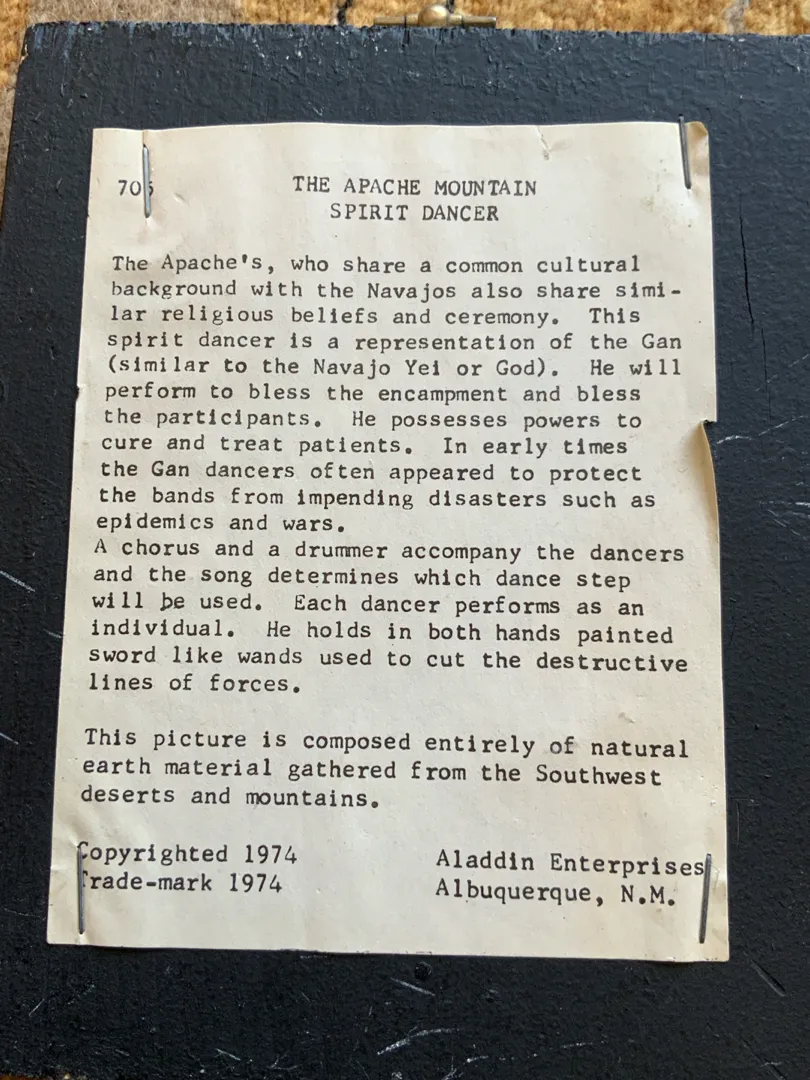 705 THE APACHE MOUNTAIN
SPIRIT DANCER
The Apache's, who share a common cultural
background with the Navajos also share simi-
lar religious beliefs and ceremony. This
spirit dancer is a representation of the Gan
(similar to the Navajo Yei or God). He will
perform to bless the encampment and bless
the participants. He possesses powers to
cure and treat patients. In early times
the Gan dancers often appeared to protect
the bands from impending disasters such as
epidemics and wars.
A chorus and a drummer accompany the dancers
and the song determines which dance step
will be used. Each dancer performs as an
individual. He holds in both hands painted
sword like wands used to cut the destructive
lines of forces.
This picture is composed entirely of natural
earth material gathered from the Southwest
deserts and mountains.
Copyrighted 1974 Aladdin Enterprises
Trade-mark 1974 Albuquerque, N.M.